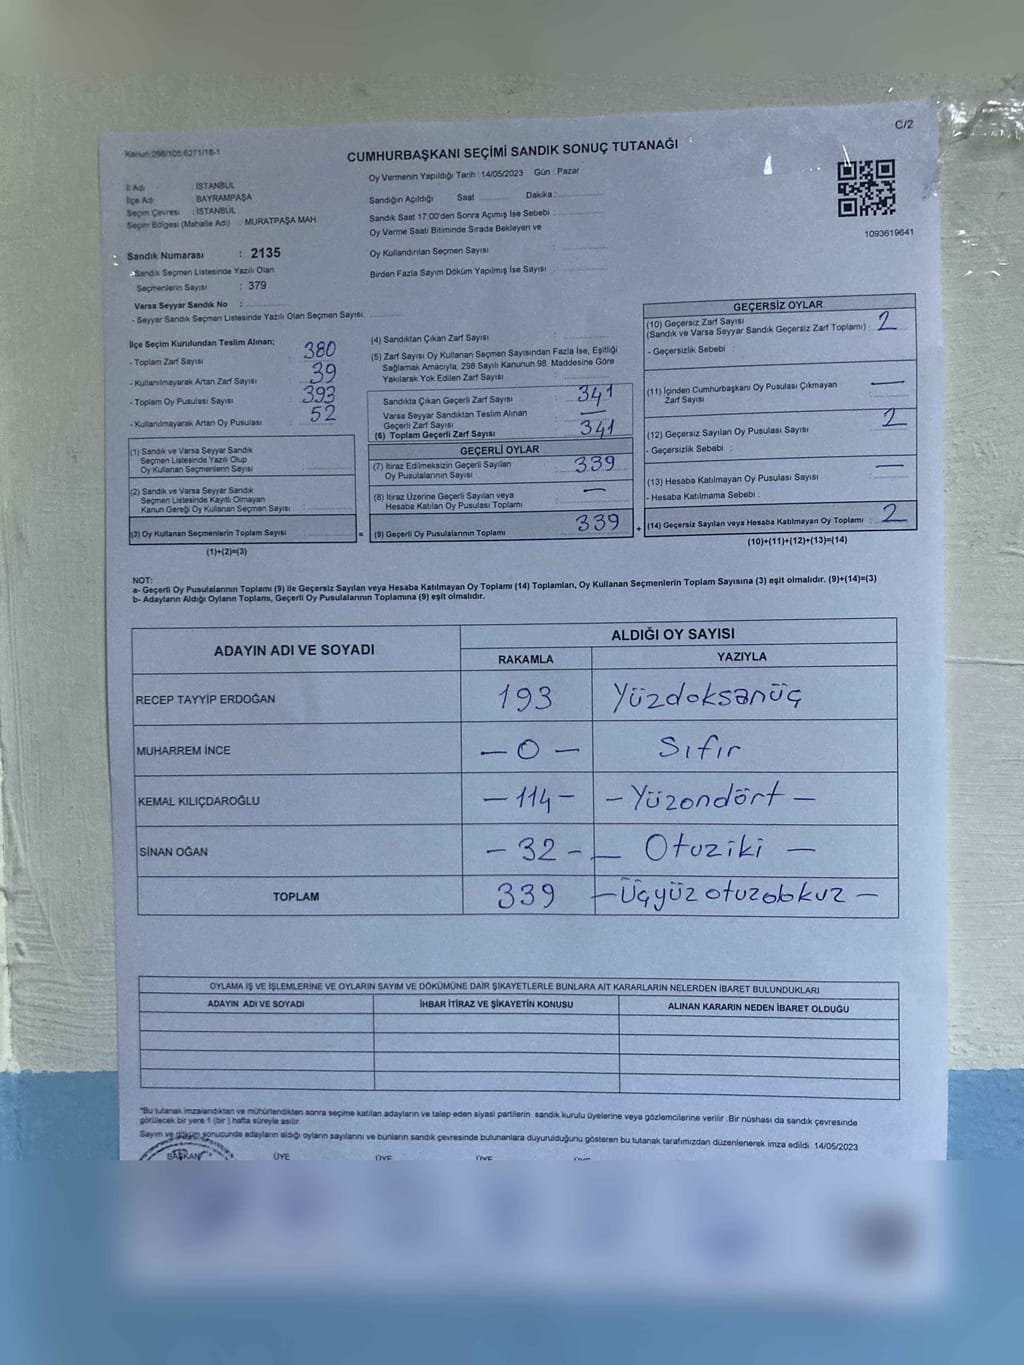 C/2
Kanun:298/105;6271/18-1
CUMHURBAŞKANI SEÇİMİ SANDIK SONUÇ TUTANAĞI
İl Adı : İSTANBUL
İlçe Adı : BAYRAMPAŞA
Seçim Çevresi : İSTANBUL
Seçim Bölgesi (Mahalle Adı) : MURATPAŞA MAH.
Oy Vermenin Yapıldığı Tarih : 14/05/2023 Gün : Pazar
Sandığın Açıldığı Saat Dakika :
Sandık Saat 17:00'den Sonra Açımış İse Sebebi :
Oy Verme Saati Bitiminde Sırada Bekleyen ve
Oy Kullandırılan Seçmen Sayısı :
Birden Fazla Sayım Döküm Yapılmış İse Sayısı :
1093619641
Sandık Numarası : 2135
- Sandık Seçmen Listesinde Yazılı Olan
Seçmenlerin Sayısı : 379
Varsa Seyyar Sandık No :
- Seyyar Sandık Seçmen Listesinde Yazılı Olan Seçmen Sayısı:
İlçe Seçim Kurulundan Teslim Alınan;
- Toplam Zarf Sayısı : 380
- Kullanılmayarak Artan Zarf Sayısı : 39
- Toplam Oy Pusulası Sayısı : 393
- Kullanılmayarak Artan Oy Pusulası : 52
(1) Sandık ve Varsa Seyyar Sandık
Seçmen Listesinde Yazılı Olup
Oy Kullanan Seçmenlerin Sayısı :
(2) Sandık ve Varsa Seyyar Sandık
Seçmen Listesinde Kayıtlı Olmayan
Kanun Gereği Oy Kullanan Seçmen Sayısı :
(3) Oy Kullanan Seçmenlerin Toplam Sayısı :
(1)+(2)=(3)
(4) Sandıktan Çıkan Zarf Sayısı :
(5) Zarf Sayısı Oy Kullanan Seçmen Sayısından Fazla İse, Eşitliği
Sağlamak Amacıyla; 298 Sayılı Kanunun 98. Maddesine Göre
Yakılarak Yok Edilen Zarf Sayısı :
Sandıkta Çıkan Geçerli Zarf Sayısı : 341
Varsa Seyyar Sandıktan Teslim Alınan
Geçerli Zarf Sayısı : —
(6) Toplam Geçerli Zarf Sayısı : 341
GEÇERLİ OYLAR
(7) İtiraz Edilmeksizin Geçerli Sayılan
Oy Pusulalarının Sayısı : 339
(8) İtiraz Üzerine Geçerli Sayılan veya
Hesaba Katılan Oy Pusulası Toplamı : —
= (9) Geçerli Oy Pusulalarının Toplamı : 339
GEÇERSİZ OYLAR
(10) Geçersiz Zarf Sayısı
(Sandık ve Varsa Seyyar Sandık Geçersiz Zarf Toplamı) : 2
- Geçersizlik Sebebi :
(11) İçinden Cumhurbaşkanı Oy Pusulası Çıkmayan
Zarf Sayısı : —
(12) Geçersiz Sayılan Oy Pusulası Sayısı : 2
- Geçersizlik Sebebi :
(13) Hesaba Katılmayan Oy Pusulası Sayısı : —
- Hesaba Katılmama Sebebi :
+ (14) Geçersiz Sayılan veya Hesaba Katılmayan Oy Toplamı : 2
(10)+(11)+(12)+(13)=(14)
NOT:
a- Geçerli Oy Pusulalarının Toplamı (9) ile Geçersiz Sayılan veya Hesaba Katılmayan Oy Toplamı (14) Toplamları, Oy Kullanan Seçmenlerin Toplam Sayısına (3) eşit olmalıdır. (9)+(14)=(3)
b- Adayların Aldığı Oyların Toplamı, Geçerli Oy Pusulalarının Toplamına (9) eşit olmalıdır.
ADAYIN ADI VE SOYADI ALDIĞI OY SAYISI
RAKAMLA YAZIYLA
RECEP TAYYİP ERDOĞAN 193 Yüzdoksanüç
MUHARREM İNCE — 0 — Sıfır
KEMAL KILIÇDAROĞLU — 114 — — Yüzondört —
SİNAN OĞAN — 32 — — Otuziki —
TOPLAM 339 — Üçyüzotuzdokuz —
OYLAMA İŞ VE İŞLEMLERİNE VE OYLARIN SAYIM VE DÖKÜMÜNE DAİR ŞİKAYETLERLE BUNLARA AİT KARARLARIN NELERDEN İBARET BULUNDUKLARI
ADAYIN ADI VE SOYADI İHBAR İTİRAZ VE ŞİKAYETİN KONUSU ALINAN KARARIN NEDEN İBARET OLDUĞU
*Bu tutanak imzalandıktan ve mühürlendikten sonra seçime katılan adayların ve talep eden siyasi partilerin sandık kurulu üyelerine veya gözlemcilerine verilir. Bir nüshası da sandık çevresinde
görülecek bir yere 1 (bir) hafta süreyle asılır.
Sayım ve döküm sonucunda adayların aldığı oyların sayılarını ve bunların sandık çevresinde bulunanlara duyurulduğunu gösteren bu tutanak tarafımızdan düzenlenerek imza edildi. 14/05/2023
BAŞKAN ÜYE ÜYE ÜYE